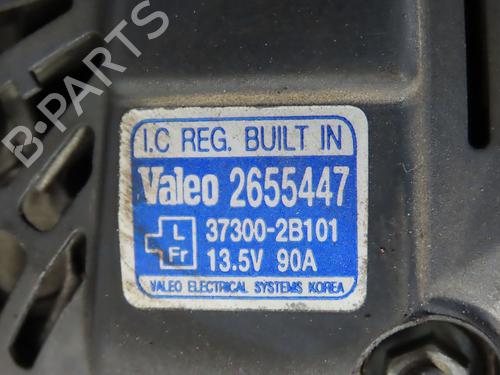 I.C REG. BUILT IN
Valeo 2655447
L
Fr
37300-2B101
13.5V 90A
VALEO ELECTRICAL SYSTEMS KOREA
B-PARTS